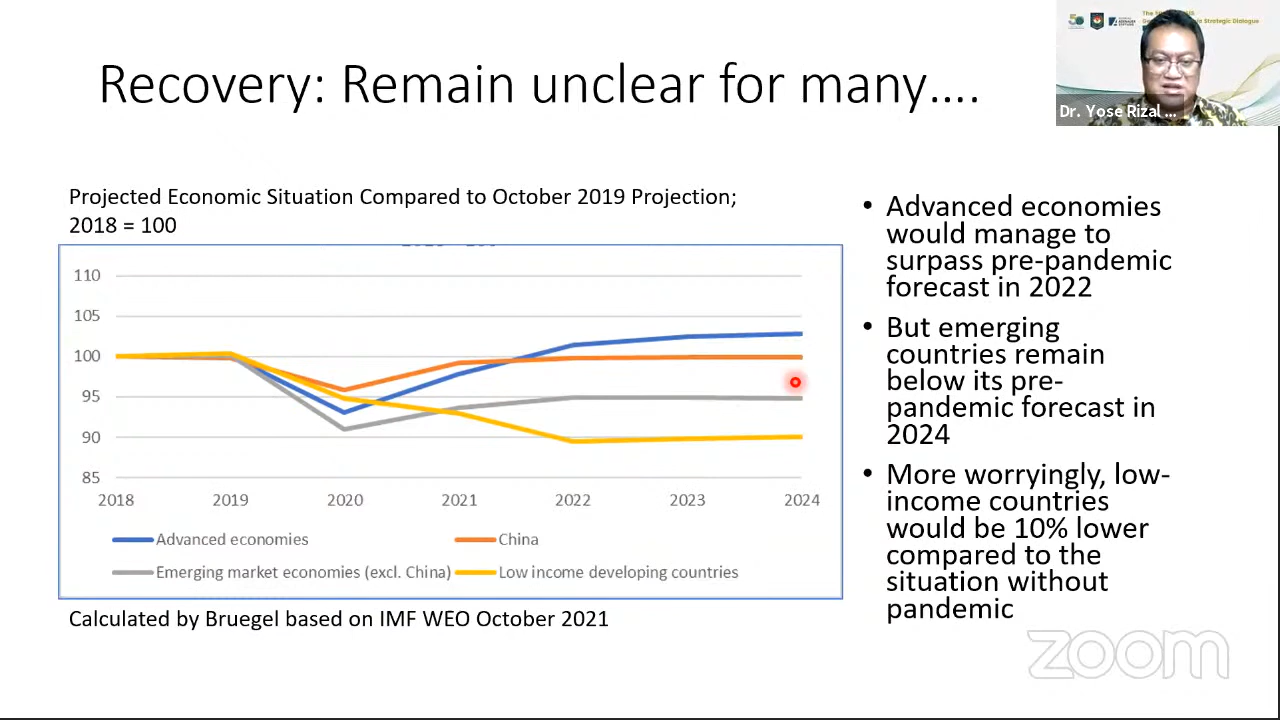 Recovery: Remain unclear for many….
Dr. Yose Rizal ...
Strategic Dialogue
Projected Economic Situation Compared to October 2019 Projection;
2018 = 100
110
105
100
95
90
85
2018 2019 2020 2021 2022 2023 2024
Advanced economies China
Emerging market economies (excl. China) Low income developing countries
Calculated by Bruegel based on IMF WEO October 2021
• Advanced economies
would manage to
surpass pre-pandemic
forecast in 2022
• But emerging
countries remain
below its pre-
pandemic forecast in
2024
• More worryingly, low-
income countries
would be 10% lower
compared to the
situation without
pandemic
zoom